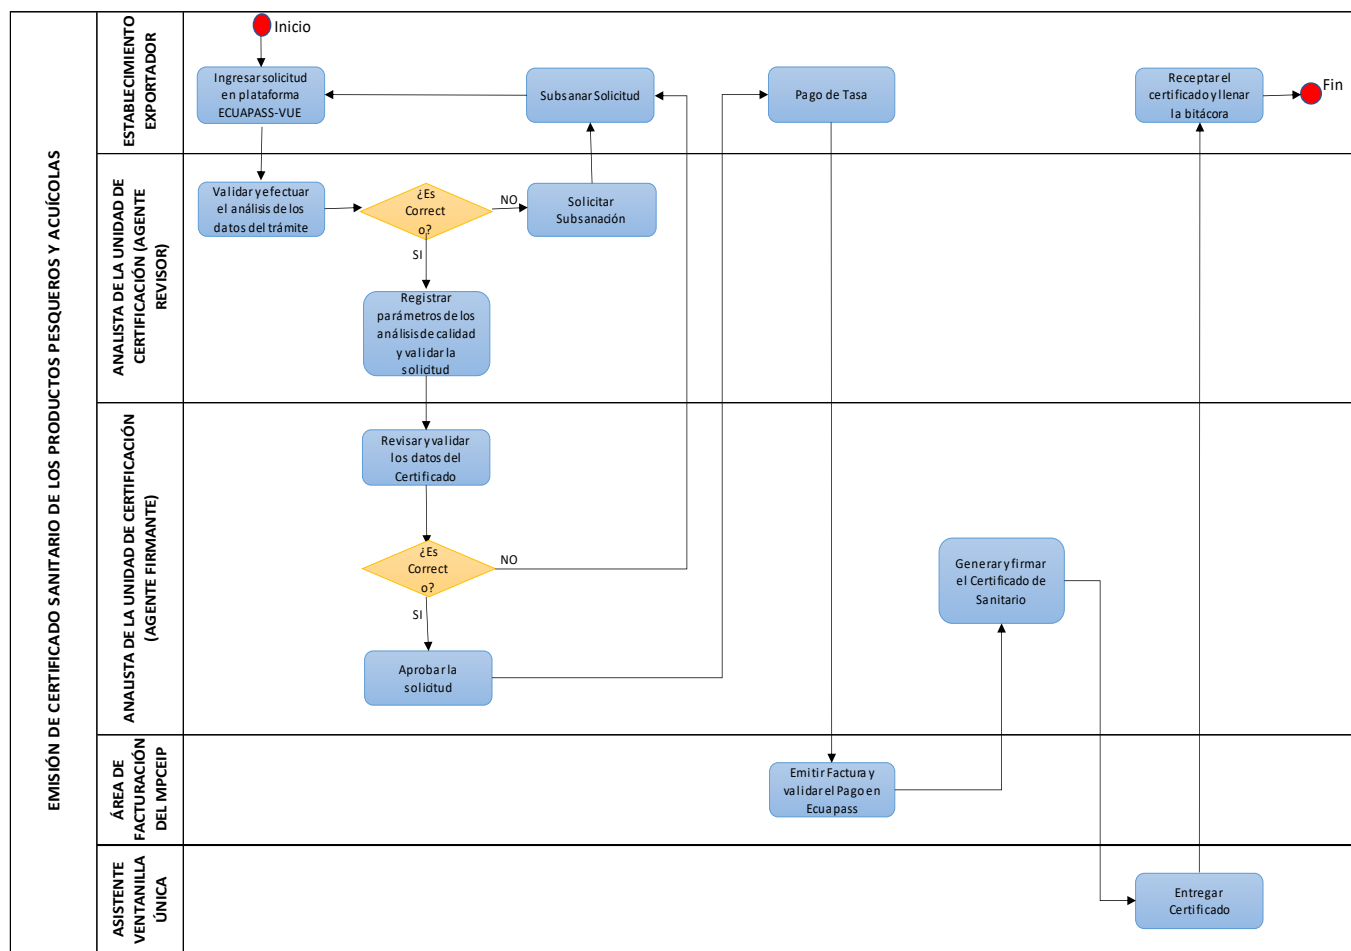 EMISIÓN DE CERTIFICADO SANITARIO DE LOS PRODUCTOS PESQUEROS Y ACUÍCOLAS
ESTABLECIMIENTO
EXPORTADOR
Inicio
Ingresar solicitud
en plataforma
ECUAPASS-VUE
Subsanar Solicitud
Pago de Tasa
Receptar el
certificado y llenar
la bitácora
Fin
ANALISTA DE LA UNIDAD DE
CERTIFICACIÓN (AGENTE
REVISOR)
Validar y efectuar
el análisis de los
datos del trámite
¿Es
Correct
o?
NO
Solicitar
Subsanación
SI
Registrar
parámetros de los
análisis de calidad
y validar la
solicitud
ANALISTA DE LA UNIDAD DE CERTIFICACIÓN
(AGENTE FIRMANTE)
Revisar y validar
los datos del
Certificado
¿Es
Correct
o?
NO
SI
Aprobar la
solicitud
Generar y firmar
el Certificado de
Sanitario
ÁREA DE
FACTURACIÓN
DEL MPCEIP
Emitir Factura y
validar el Pago en
Ecuapass
ASISTENTE
VENTANILLA
ÚNICA
Entregar
Certificado